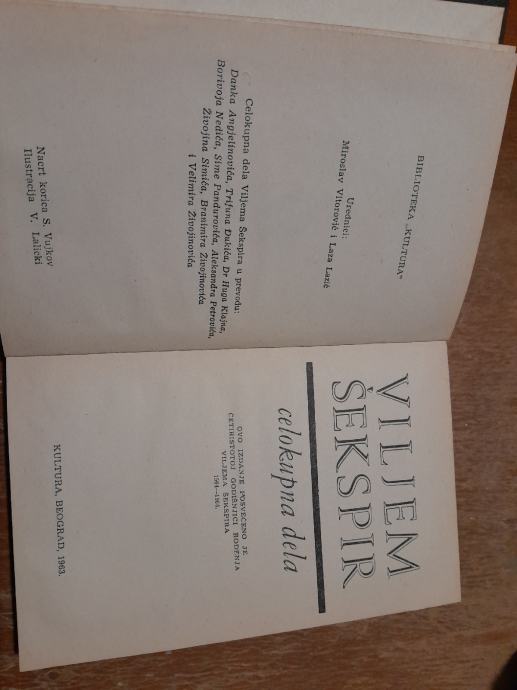 BIBLIOTEKA „KULTURA"
Urednici:
Miroslav Vitorović i Laza Lazić
Celokupna dela Viljema Šekspira u prevodu:
Danka Angjelinovića, Trifuna Đukića, Dr Huga Klajna,
Borivoja Nedića, Sime Pandurovića, Aleksandra Petrovića,
Živojina Simića, Branimira Živojinovića
i Velimira Živojinovića
Nacrt korica S. Vujkov
Ilustracija V. Lalicki
VILJEM
ŠEKSPIR
celokupna dela
OVO IZDANJE POSVEĆENO JE
ČETIRISTOTOJ GODIŠNJICI ROĐENJA
VILJEMA ŠEKSPIRA
1564—1964.
KULTURA, BEOGRAD, 1963.